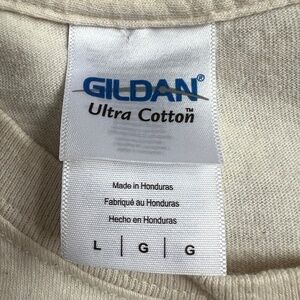 GILDAN®
Ultra Cotton™
Made in Honduras
Fabriqué au Honduras
Hecho en Honduras
L | G | G